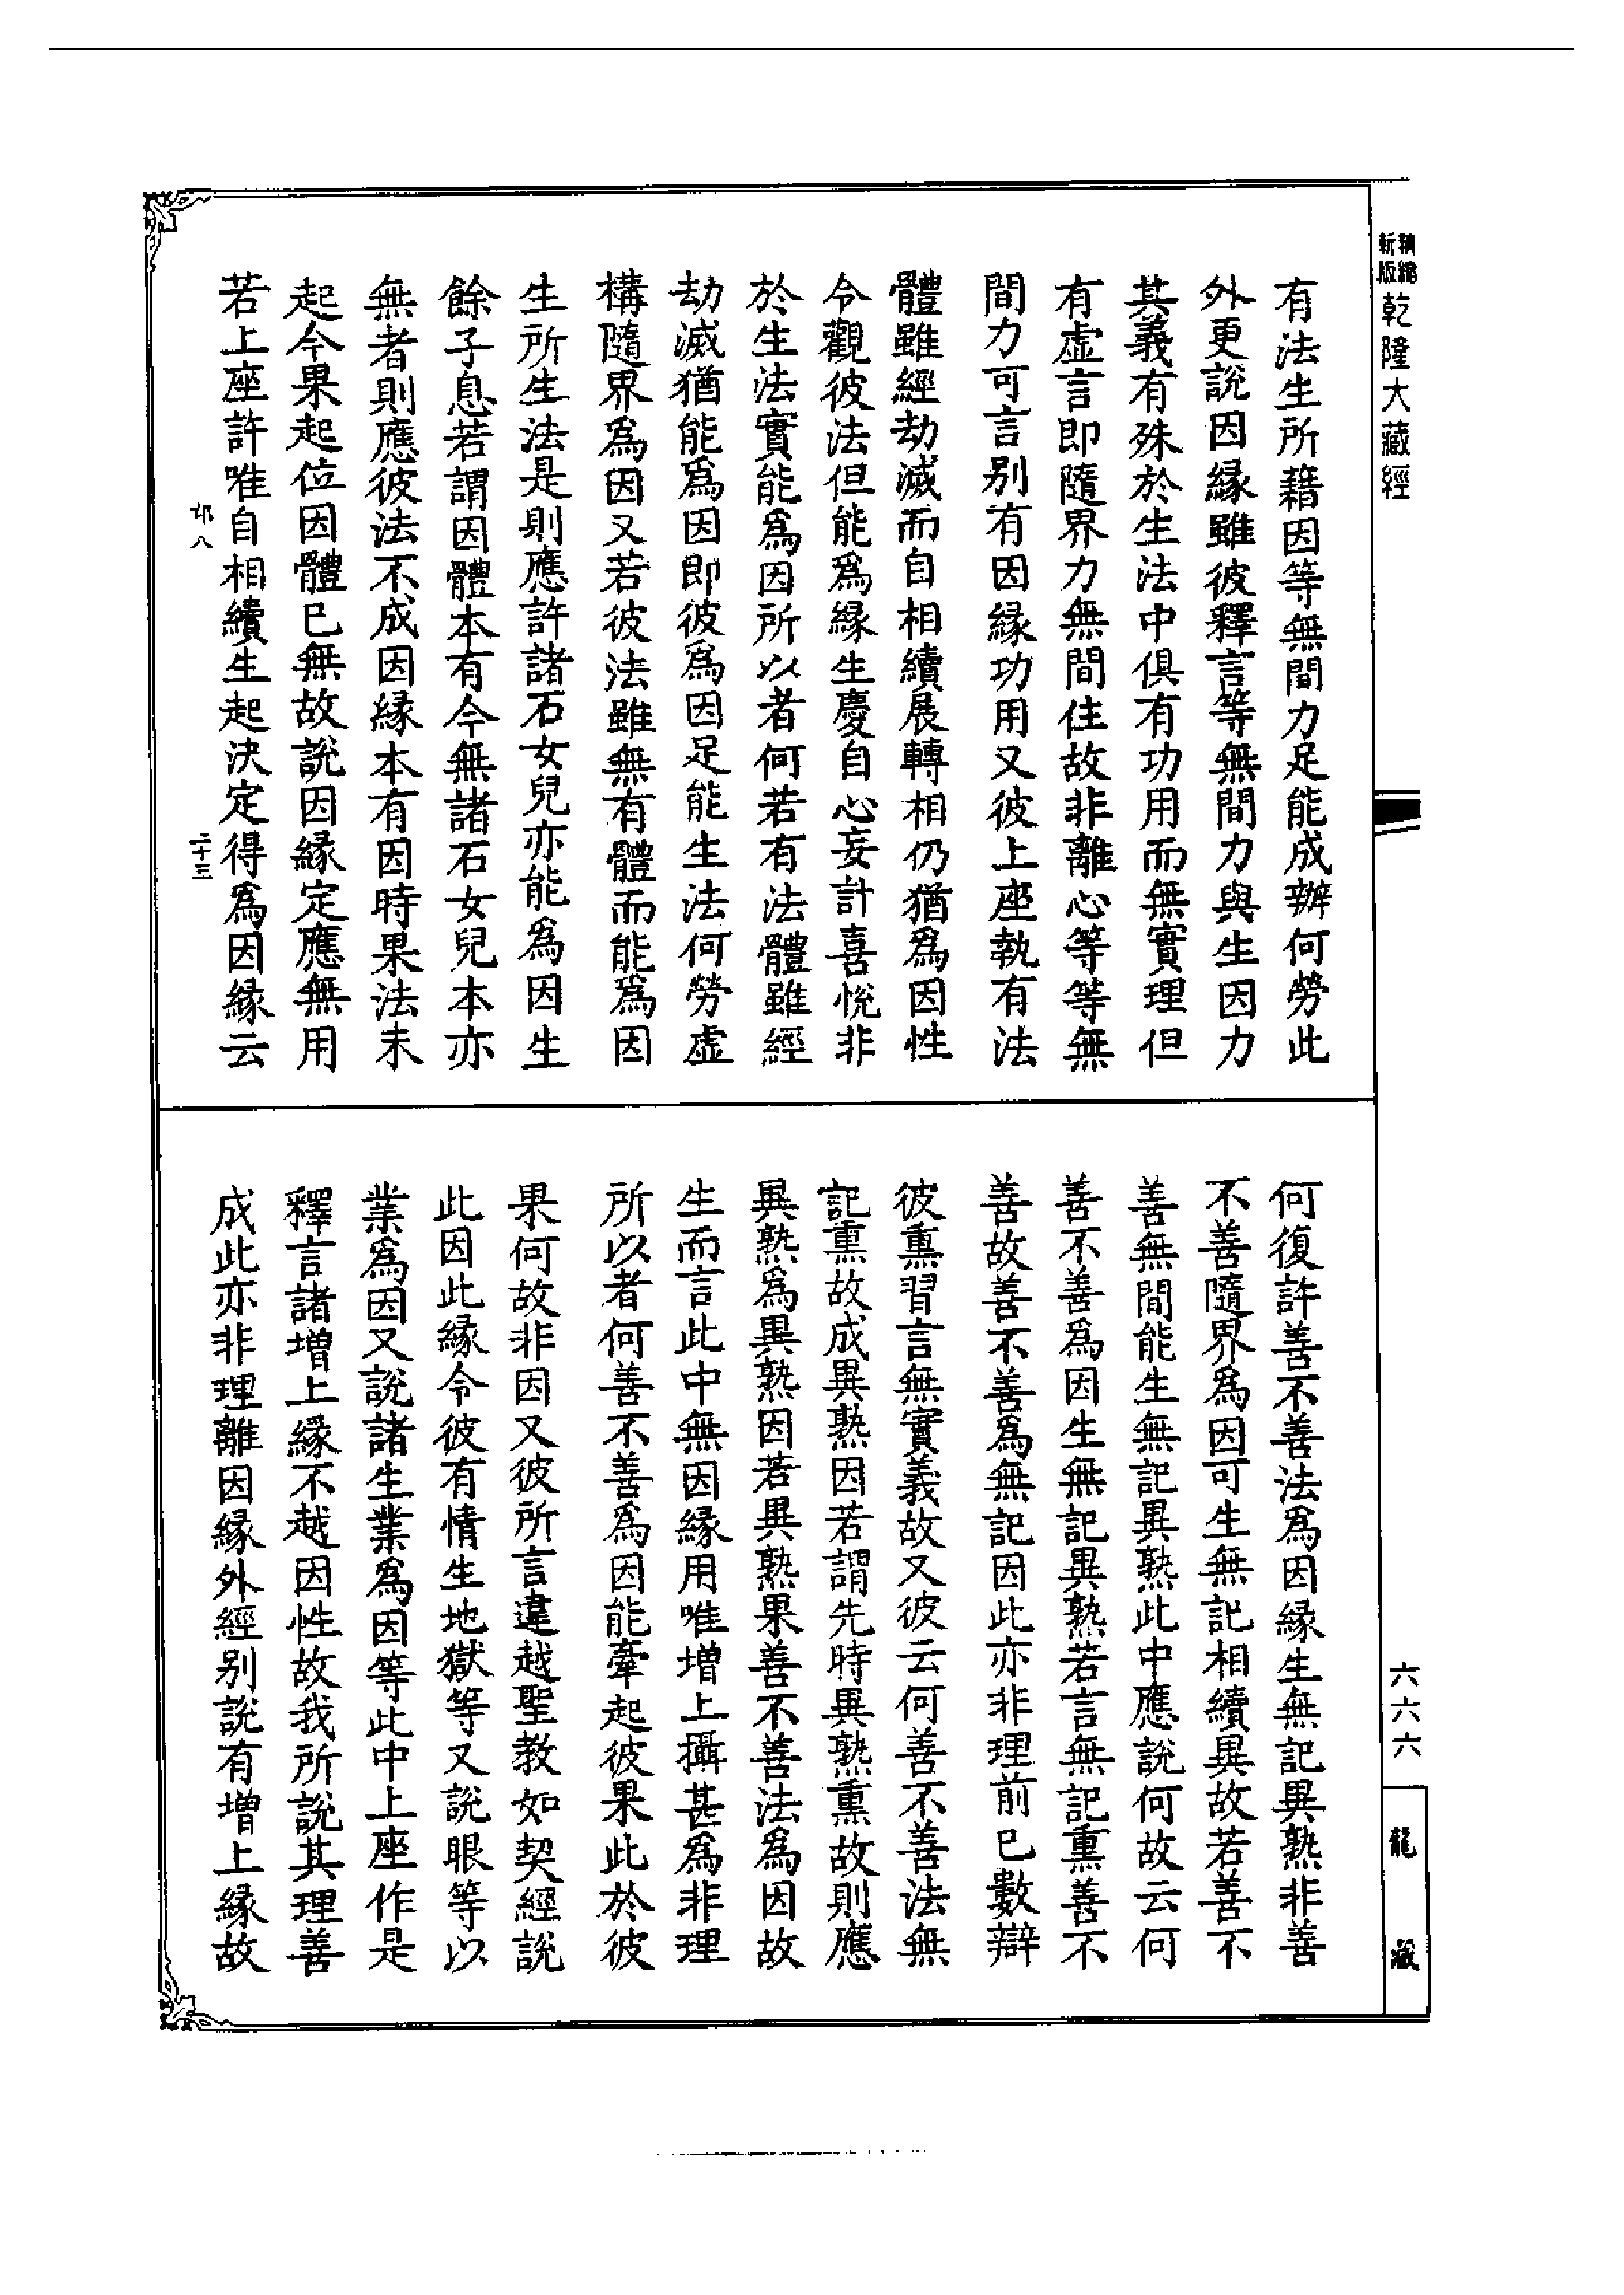 精縮新版乾隆大藏經
有法生所藉因等無間力足能成辦何勞此
外更說因緣雖彼釋言等無間力與生因力
其義有殊於生法中俱有功用而無實理但
有虛言即隨界力無間住故非離心等等無
間力可言別有因緣功用又彼上座執有法
體雖經劫滅而自相續展轉相仍猶為因性
今觀彼法但能為緣生慶自心妄計喜悅非
於生法實能為因所以者何若有法體雖經
劫滅猶能為因即彼為因足能生法何勞虛
構隨界為因又若彼法雖無有體而能為因
生所生法是則應許諸石女兒亦能為因生
餘子息若謂因體本有今無諸石女兒本亦
無者則應彼法不成因緣本有因時果法未
起今果起位因體已無故說因緣定應無用
若上座許唯自相續生起決定得為因緣云
二十三
何復許善不善法為因緣生無記異熟非善
不善隨界為因可生無記相續異故若善不
善無間能生無記異熟此中應說何故云何
善不善為因生無記異熟若言無記熏善不
善故善不善為無記因此亦非理前已數辯
彼熏習言無實義故又彼云何善不善法無
記熏故成異熟因若謂先時異熟熏故則應
異熟為異熟因若異熟果善不善法為因故
生而言此中無因緣用唯增上攝甚為非理
所以者何善不善為因能牽起彼果此於彼
果何故非因又彼所言違越聖教如契經說
此因此緣令彼有情生地獄等又說眼等以
業為因又說諸生業為因等此中上座作是
釋言諸增上緣不越因性故我所說其理善
成此亦非理離因緣外經別說有增上緣故
六六六
龍藏